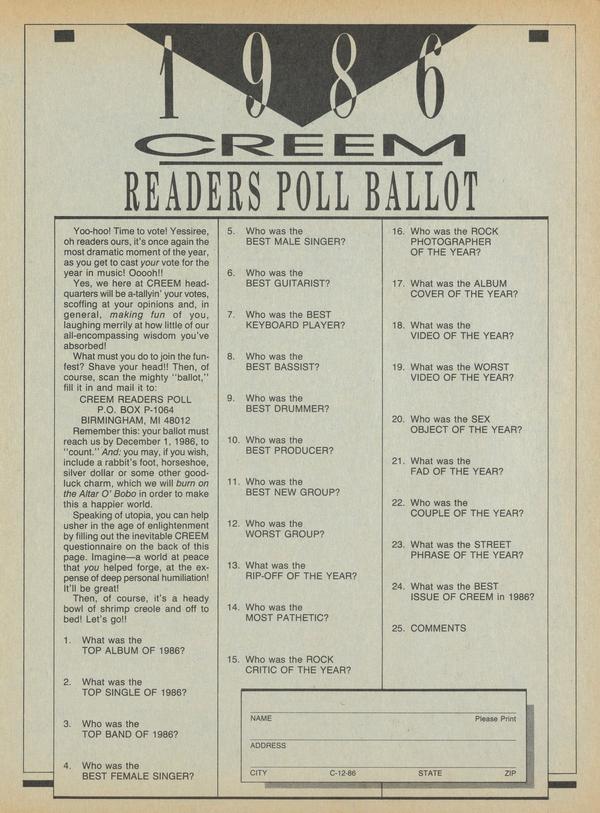 1986
CREEM
READERS POLL BALLOT
Yoo-hoo! Time to vote! Yessiree,
oh readers ours, it's once again the
most dramatic moment of the year,
as you get to cast your vote for the
year in music! Ooooh!!
Yes, we here at CREEM head-
quarters will be a-tallyin' your votes,
scoffing at your opinions and, in
general, making fun of you,
laughing merrily at how little of our
all-encompassing wisdom you've
absorbed!
What must you do to join the fun-
fest? Shave your head!! Then, of
course, scan the mighty "ballot,"
fill it in and mail it to:
CREEM READERS POLL
P.O. BOX P-1064
BIRMINGHAM, MI 48012
Remember this: your ballot must
reach us by December 1, 1986, to
"count." And: you may, if you wish,
include a rabbit's foot, horseshoe,
silver dollar or some other good-
luck charm, which we will burn on
the Altar O' Bobo in order to make
this a happier world.
Speaking of utopia, you can help
usher in the age of enlightenment
by filling out the inevitable CREEM
questionnaire on the back of this
page. Imagine—a world at peace
that you helped forge, at the ex-
pense of deep personal humiliation!
It'll be great!
Then, of course, it's a heady
bowl of shrimp creole and off to
bed! Let's go!!
1. What was the
TOP ALBUM OF 1986?
2. What was the
TOP SINGLE OF 1986?
3. Who was the
TOP BAND OF 1986?
4. Who was the
BEST FEMALE SINGER?
5. Who was the
BEST MALE SINGER?
6. Who was the
BEST GUITARIST?
7. Who was the BEST
KEYBOARD PLAYER?
8. Who was the
BEST BASSIST?
9. Who was the
BEST DRUMMER?
10. Who was the
BEST PRODUCER?
11. Who was the
BEST NEW GROUP?
12. Who was the
WORST GROUP?
13. What was the
RIP-OFF OF THE YEAR?
14. Who was the
MOST PATHETIC?
15. Who was the ROCK
CRITIC OF THE YEAR?
16. Who was the ROCK
PHOTOGRAPHER
OF THE YEAR?
17. What was the ALBUM
COVER OF THE YEAR?
18. What was the
VIDEO OF THE YEAR?
19. What was the WORST
VIDEO OF THE YEAR?
20. Who was the SEX
OBJECT OF THE YEAR?
21. What was the
FAD OF THE YEAR?
22. Who was the
COUPLE OF THE YEAR?
23. What was the STREET
PHRASE OF THE YEAR?
24. What was the BEST
ISSUE OF CREEM in 1986?
25. COMMENTS
NAME Please Print
ADDRESS
CITY C-12-86 STATE ZIP